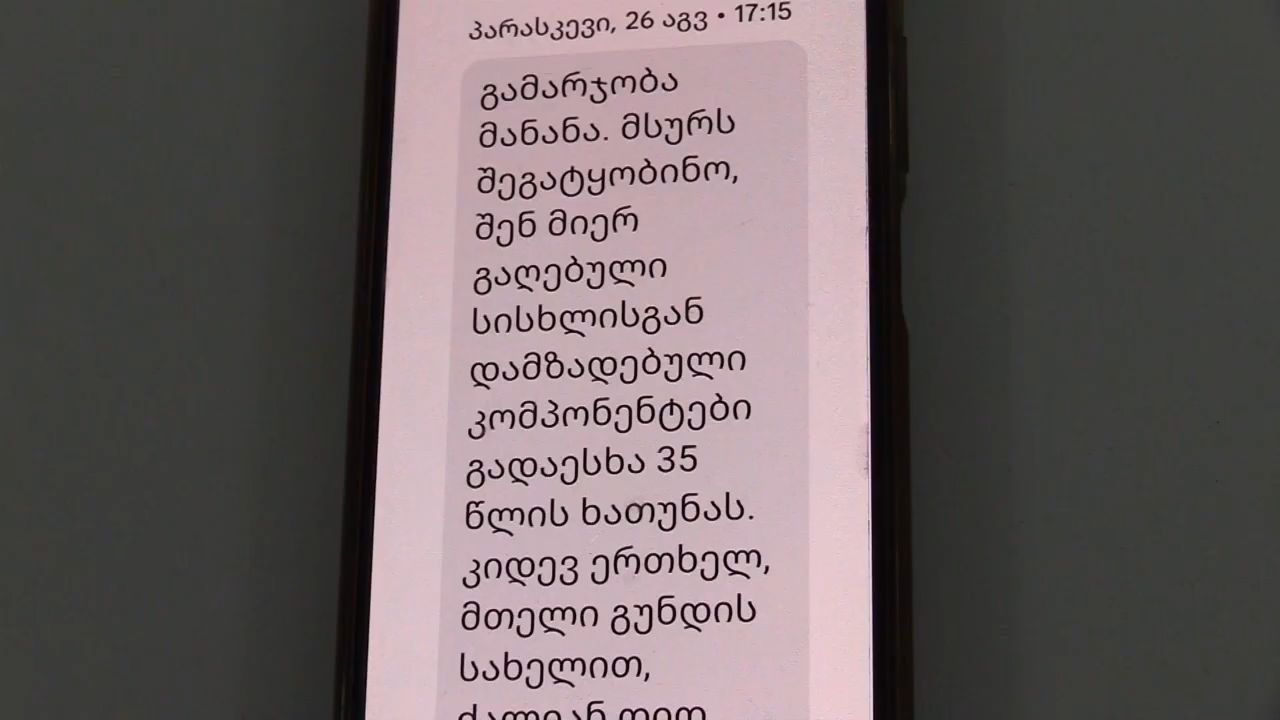 პარასკევი, 26 აგვ • 17:15
გამარჯობა
მანანა. მსურს
შეგატყობინო,
შენ მიერ
გაღებული
სისხლისგან
დამზადებული
კომპონენტები
გადაესხა 35
წლის ხათუნას.
კიდევ ერთხელ,
მთელი გუნდის
სახელით,